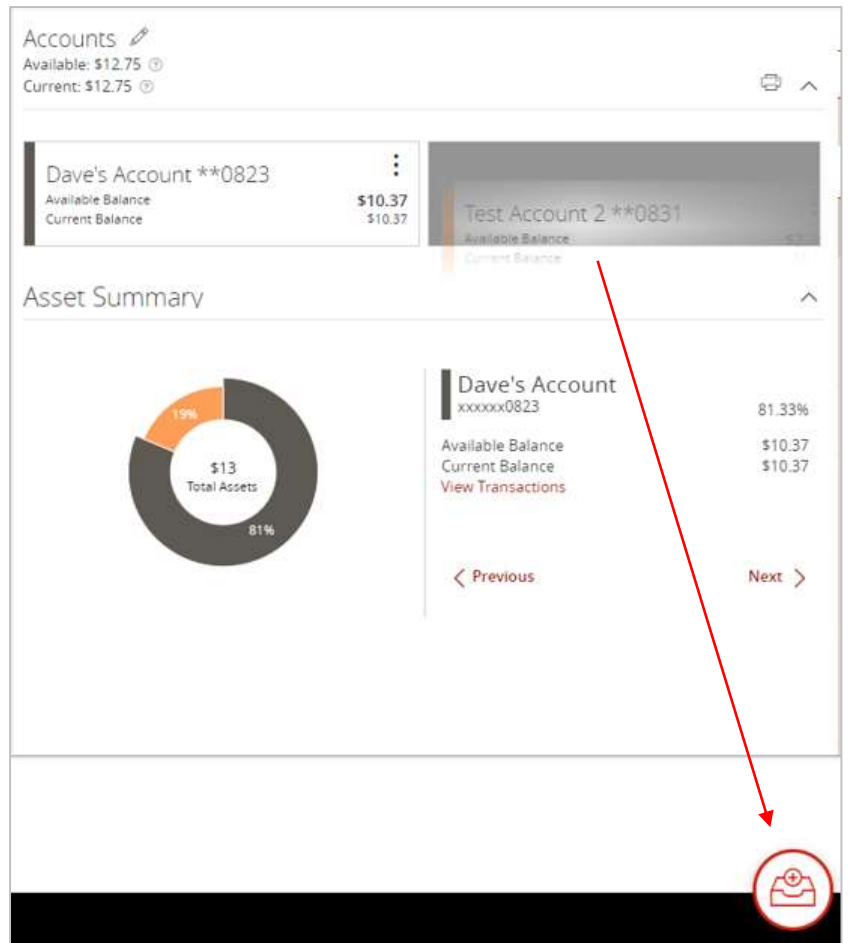 Accounts
Available: $12.75
Current: $12.75
Dave's Account **0823
Available Balance $10.37
Current Balance $10.37
Test Account 2 **0831
Available Balance
Current Balance
Asset Summary
19%
$13
Total Assets
81%
Dave's Account
xxxxxx0823 81.33%
Available Balance $10.37
Current Balance $10.37
View Transactions
Previous Next